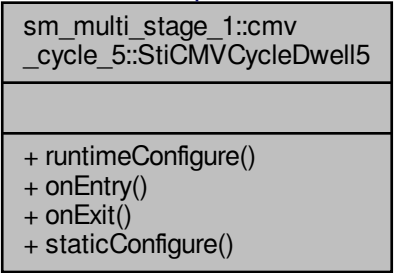 sm_multi_stage_1::cmv
_cycle_5::StiCMVCycleDwell5
+ runtimeConfigure()
+ onEntry()
+ onExit()
+ staticConfigure()